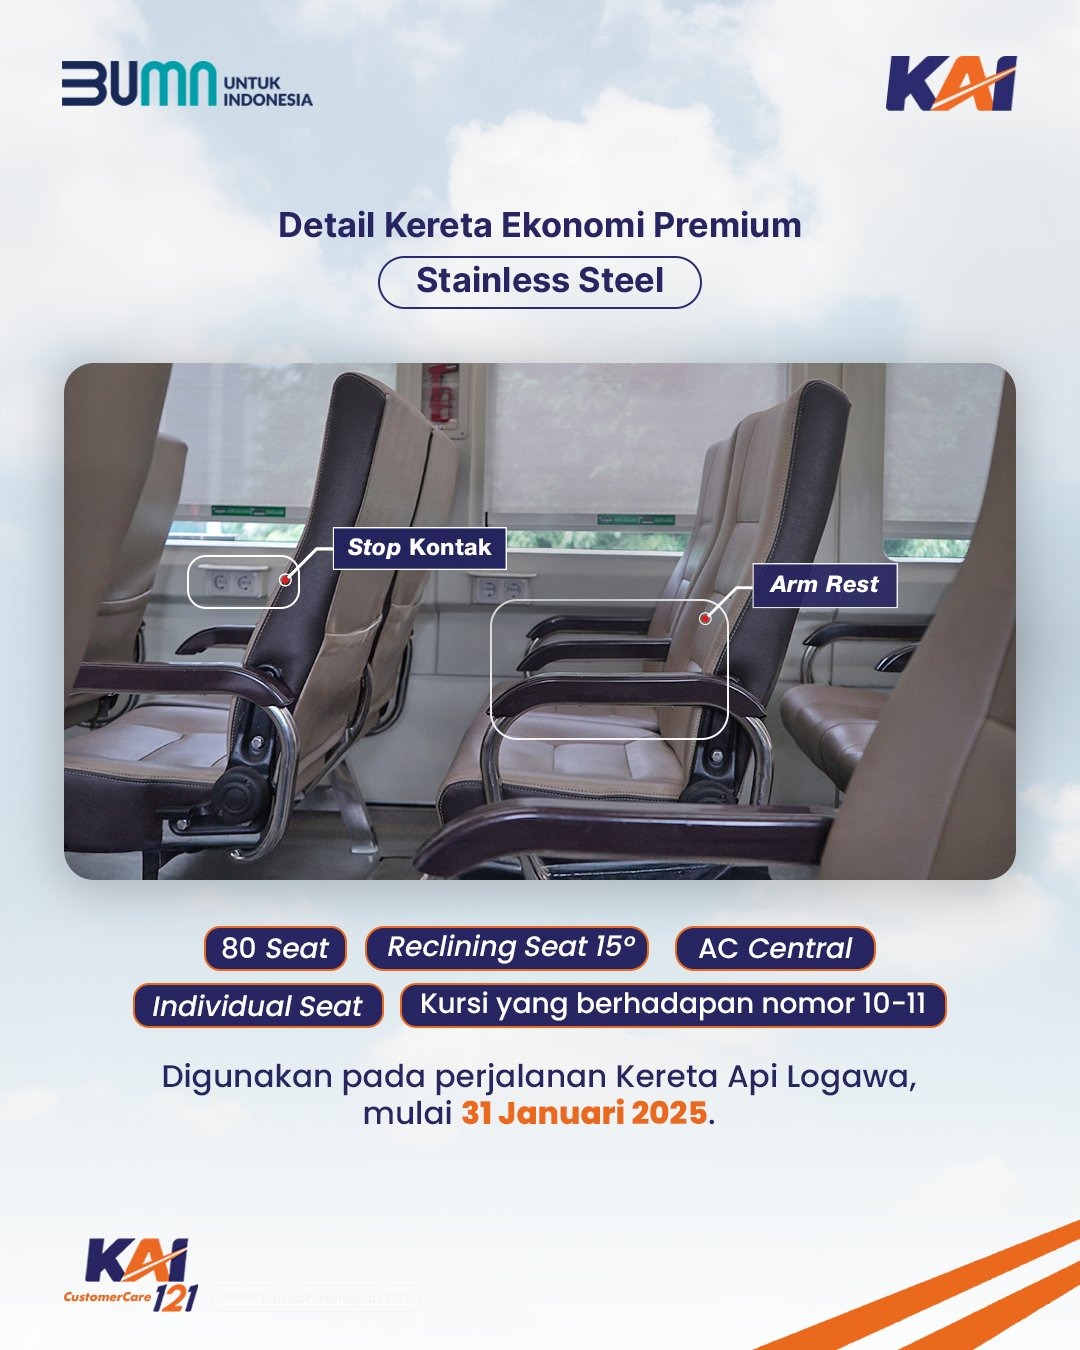 BUMN UNTUK
INDONESIA
KAI
Detail Kereta Ekonomi Premium
Stainless Steel
Stop Kontak
Arm Rest
80 Seat
Reclining Seat 15°
AC Central
Individual Seat
Kursi yang berhadapan nomor 10-11
Digunakan pada perjalanan Kereta Api Logawa,
mulai 31 Januari 2025.
KAI
CustomerCare 121
Faturohmansyah 1312